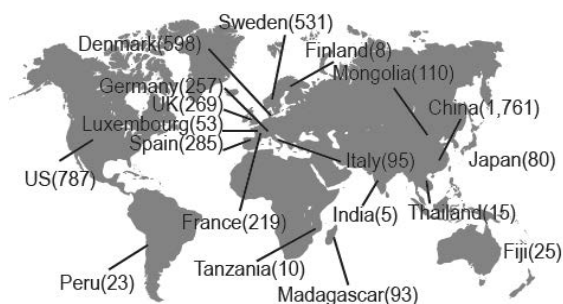 Sweden(531)
Denmark(598)
Finland(8)
Mongolia(110)
Germany(257)
UK(269)
China(1,761)
Luxembourg(53)
Spain(285)
Italy(95)
Japan(80)
US(787)
France(219)
India(5)
Thailand(15)
Fiji(25)
Tanzania(10)
Peru(23)
Madagascar(93)